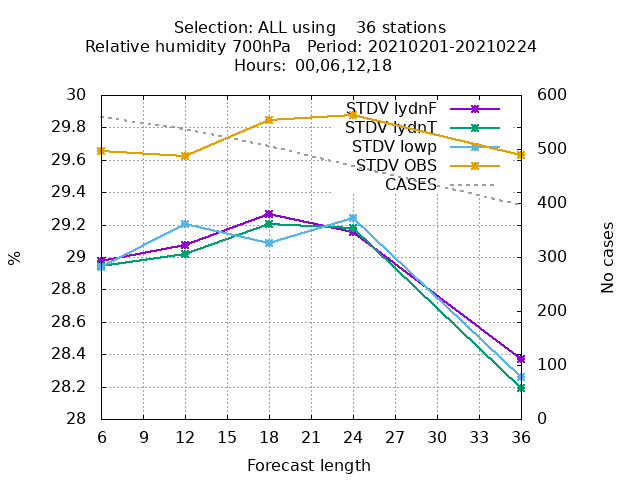 Selection: ALL using    36 stations
Relative humidity 700hPa   Period: 20210201-20210224
Hours:  00,06,12,18
30
29.8
29.6
29.4
29.2
29
28.8
28.6
28.4
28.2
28
%
STDV lydnF
STDV lydnT
STDV lowp
STDV OBS
CASES
600
500
400
300
200
100
0
No cases
6 9 12 15 18 21 24 27 30 33 36
Forecast length